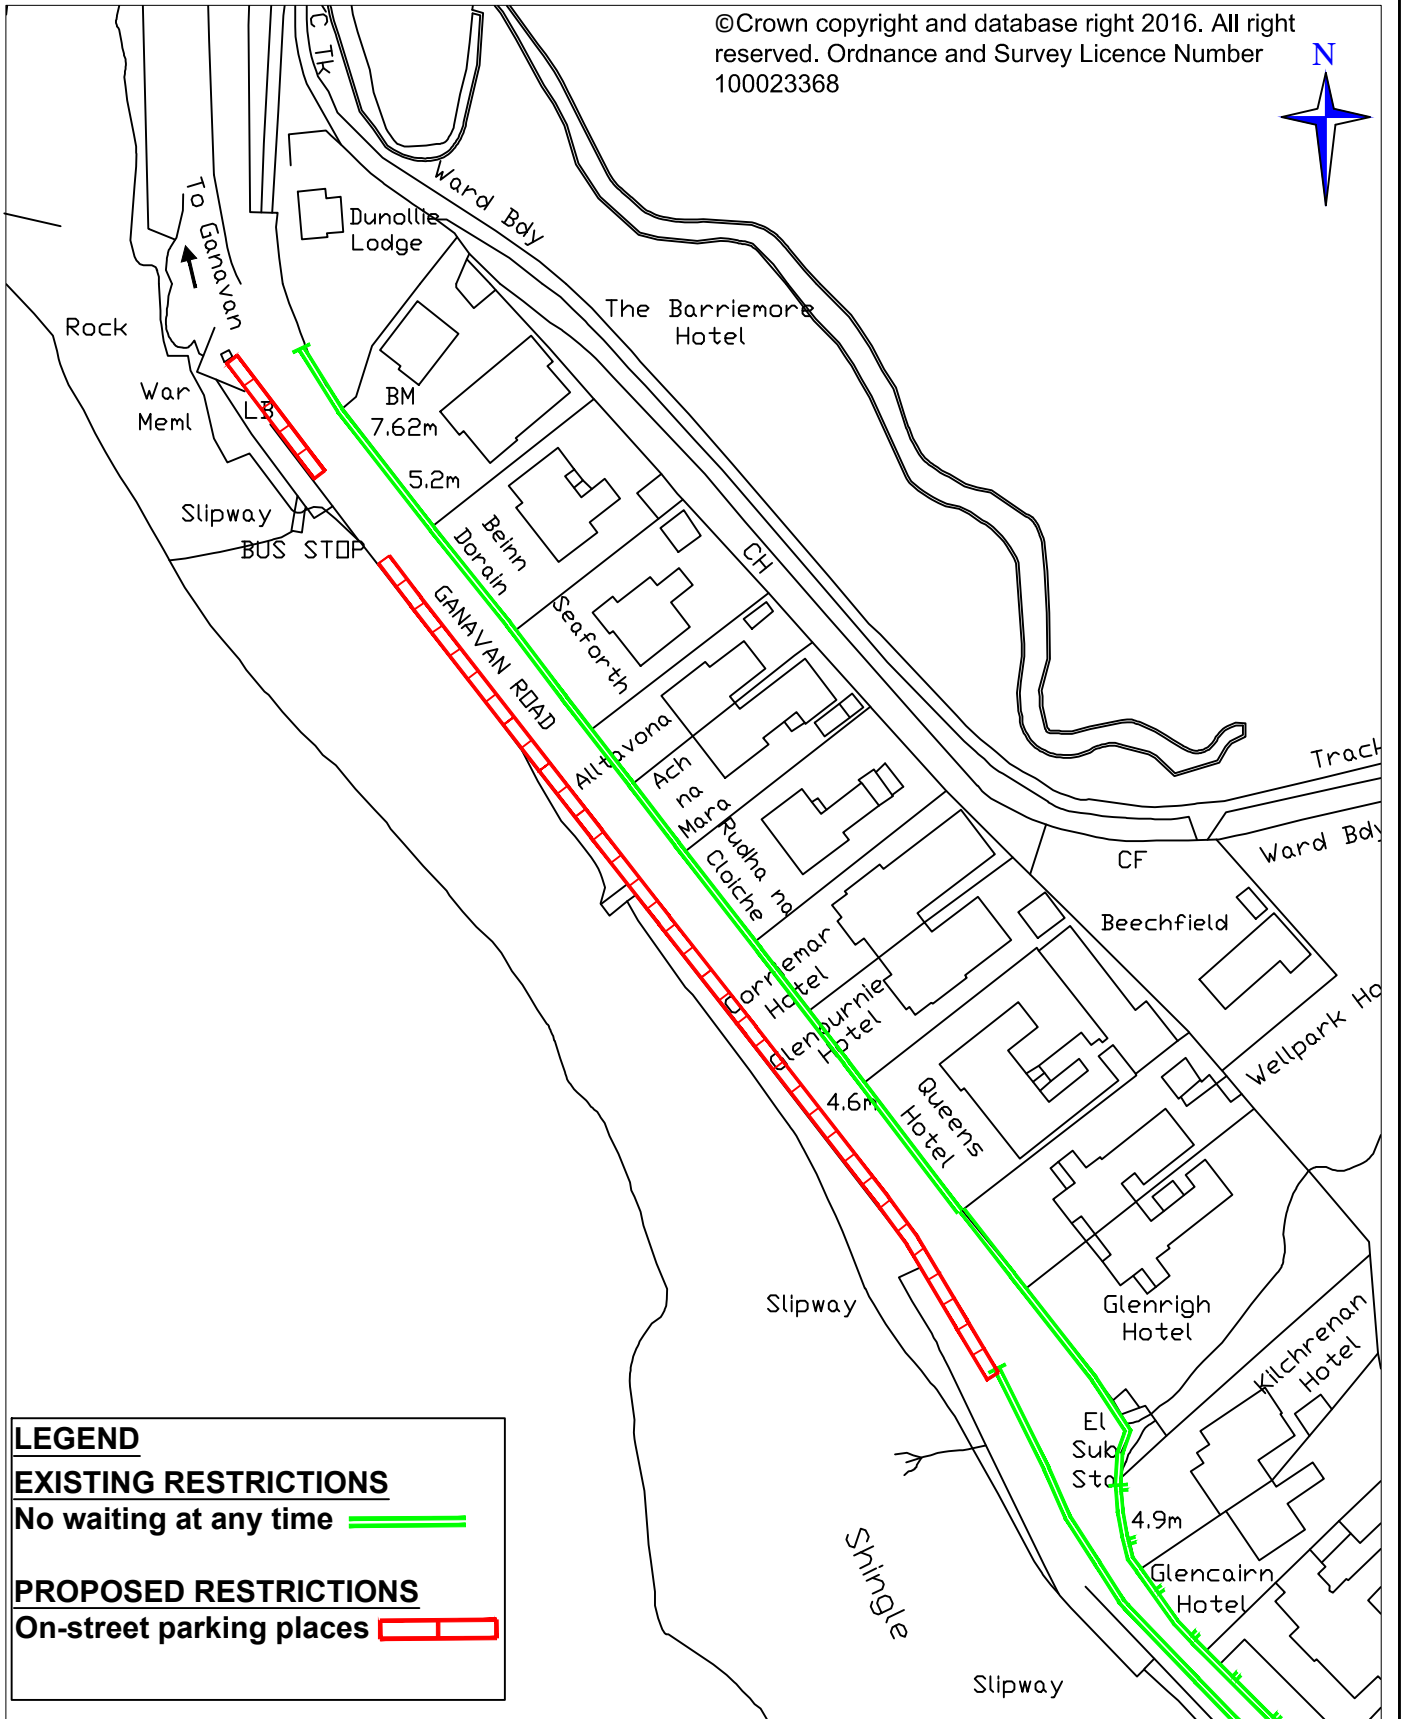 ©Crown copyright and database right 2016. All right
reserved. Ordnance and Survey Licence Number
100023368
N
C Tk
Ward Bdy
To Ganavan
Dunollie
Lodge
The Barriemore
Hotel
Rock
War
Meml
LB
BM
7.62m
5.2m
Slipway
BUS STOP
Beinn
Dorain
CH
GANAVAN ROAD
Seaforth
Alltavona
Ach
na
Mara
Rudha na
Cloiche
Track
Ward Bdy
CF
Beechfield
Corriemar
Hotel
Glenburnie
Hotel
Wellpark Ho
4.6m
Queens
Hotel
Slipway
Glenrigh
Hotel
Kilchrenan
Hotel
El
Sub
Sta
4.9m
Glencairn
Hotel
Shingle
Slipway
LEGEND
EXISTING RESTRICTIONS
No waiting at any time
PROPOSED RESTRICTIONS
On-street parking places